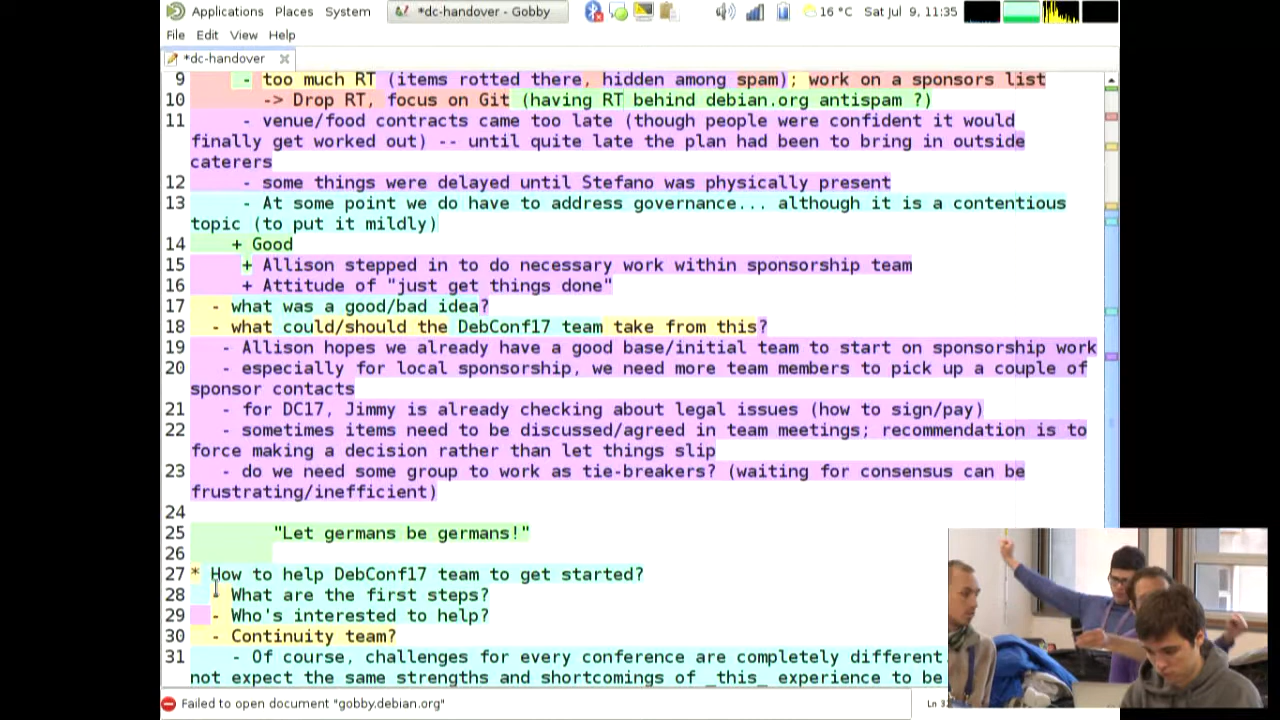 Applications Places System *dc-handover - Gobby 16 °C Sat Jul 9, 11:35
File Edit View Help
*dc-handover
9 - too much RT (items rotted there, hidden among spam); work on a sponsors list
10 -> Drop RT, focus on Git (having RT behind debian.org antispam ?)
11 - venue/food contracts came too late (though people were confident it would
finally get worked out) -- until quite late the plan had been to bring in outside
caterers
12 - some things were delayed until Stefano was physically present
13 - At some point we do have to address governance... although it is a contentious
topic (to put it mildly)
14 + Good
15 + Allison stepped in to do necessary work within sponsorship team
16 + Attitude of "just get things done"
17 - what was a good/bad idea?
18 - what could/should the DebConf17 team take from this?
19 - Allison hopes we already have a good base/initial team to start on sponsorship work
20 - especially for local sponsorship, we need more team members to pick up a couple of
sponsor contacts
21 - for DC17, Jimmy is already checking about legal issues (how to sign/pay)
22 - sometimes items need to be discussed/agreed in team meetings; recommendation is to
force making a decision rather than let things slip
23 - do we need some group to work as tie-breakers? (waiting for consensus can be
frustrating/inefficient)
24
25 "Let germans be germans!"
26
27 * How to help DebConf17 team to get started?
28 - What are the first steps?
29 - Who's interested to help?
30 - Continuity team?
31 - Of course, challenges for every conference are completely different.
not expect the same strengths and shortcomings of _this_ experience to be
Failed to open document "gobby.debian.org"
Ln